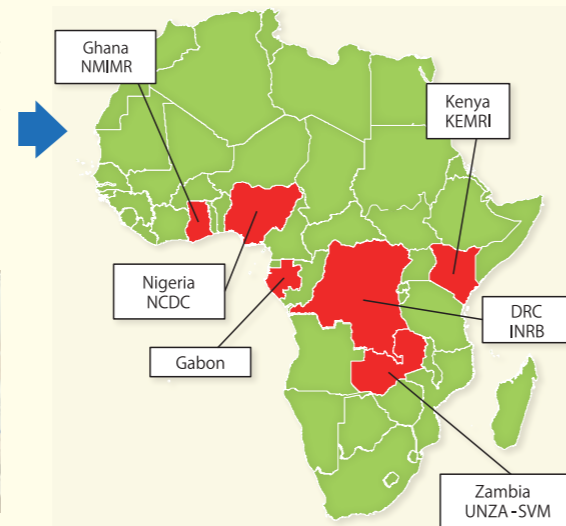 Ghana
NMIMR
Kenya
KEMRI
Nigeria
NCDC
Gabon
DRC
INRB
Zambia
UNZA-SVM